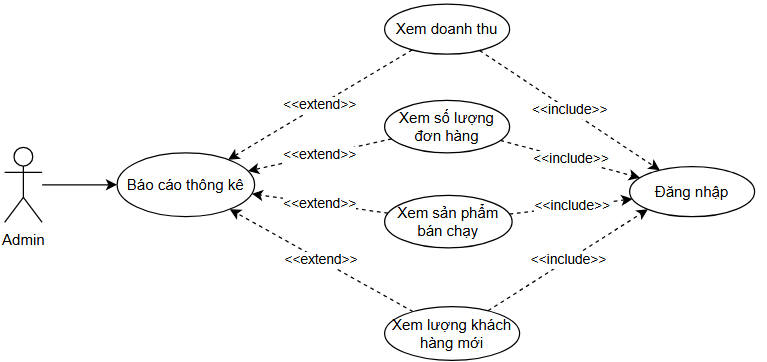 Xem doanh thu
<<extend>>
<<include>>
Xem số lượng
đơn hàng
<<extend>>
<<include>>
Báo cáo thông kê
Đăng nhập
Admin
<<extend>>
Xem sản phẩm
bán chạy
<<include>>
<<extend>>
<<include>>
Xem lượng khách
hàng mới